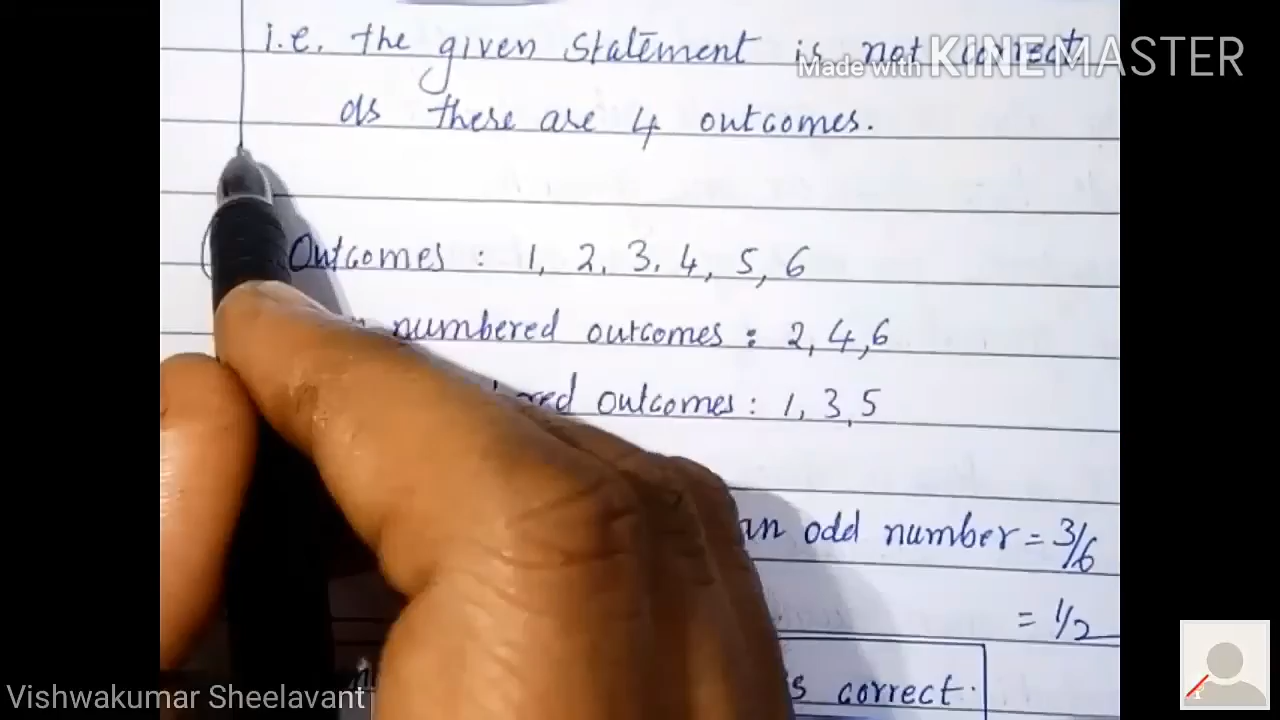 i.e. the given statement is not correct,
as there are 4 outcomes.
Made with KINEMASTER
Outcomes : 1, 2, 3, 4, 5, 6
numbered outcomes : 2, 4, 6
outcomes : 1, 3, 5
an odd number = 3/6
= 1/2
correct.
Vishwakumar Sheelavant